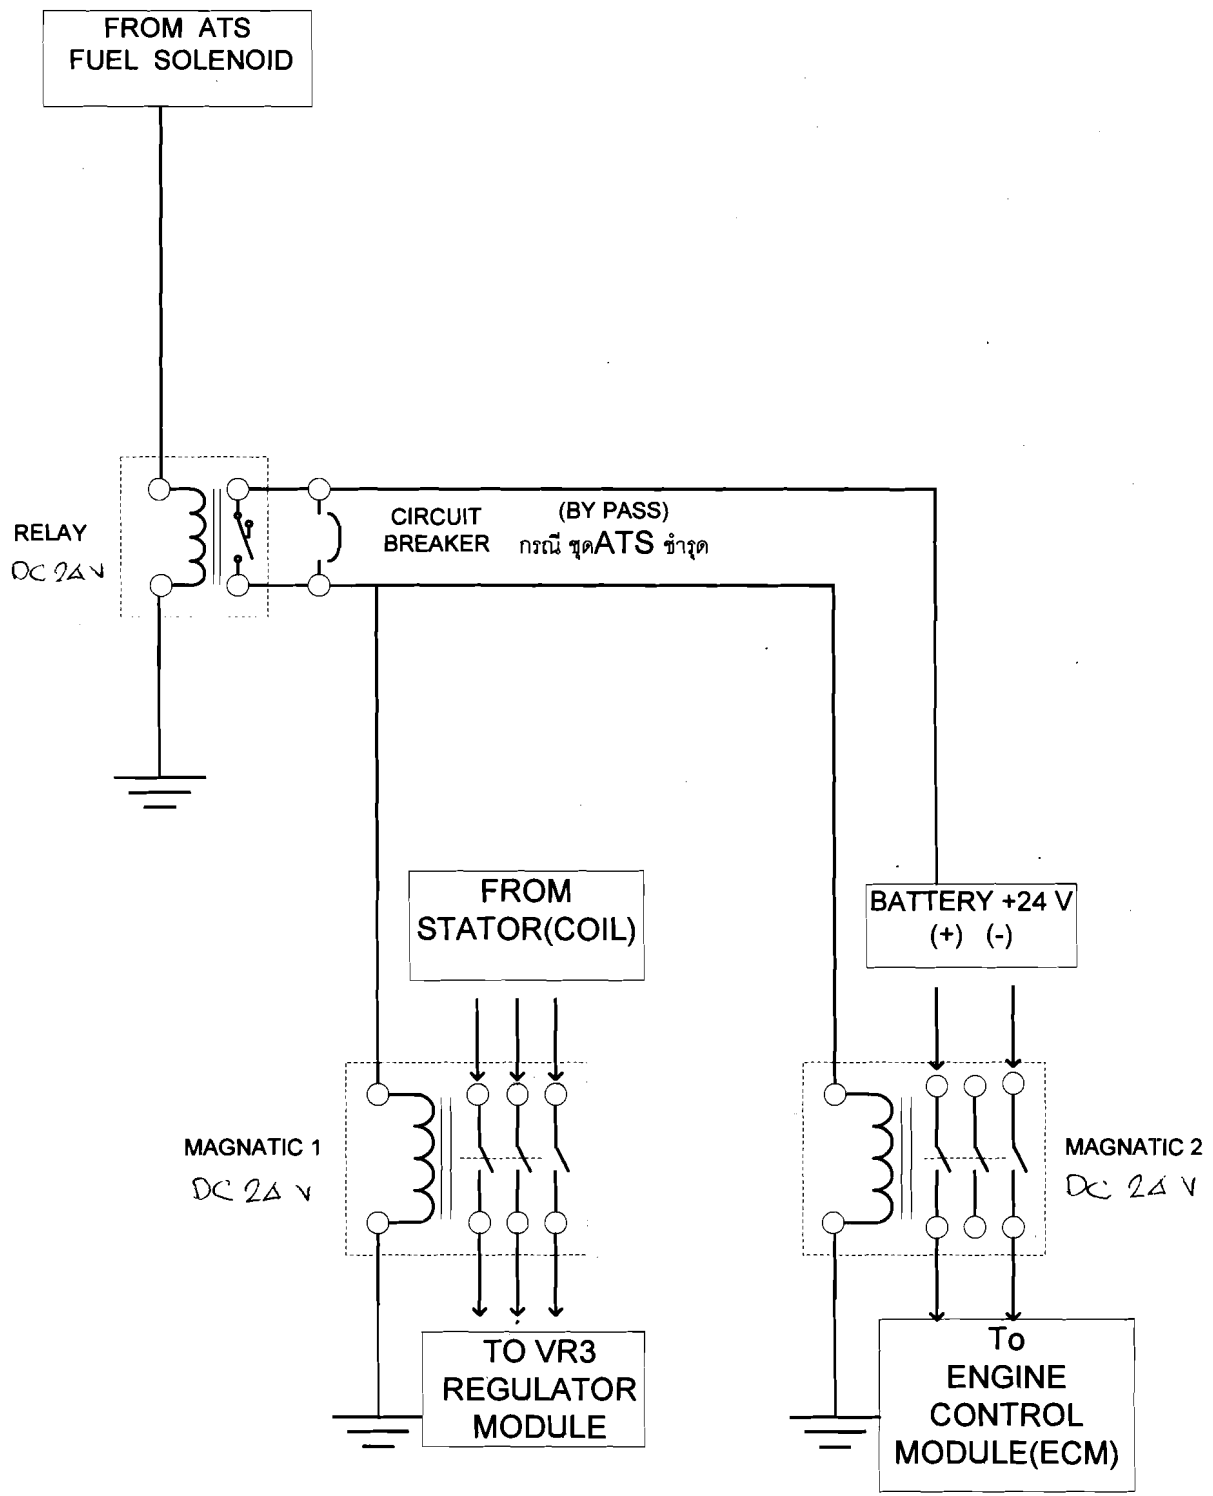 FROM ATS
FUEL SOLENOID
RELAY
DC 24 V
CIRCUIT
BREAKER
(BY PASS)
กรณี ชุดATS ชำรุด
FROM
STATOR(COIL)
BATTERY +24 V
(+) (-)
MAGNATIC 1
DC 24 V
MAGNATIC 2
DC 24 V
TO VR3
REGULATOR
MODULE
To
ENGINE
CONTROL
MODULE(ECM)